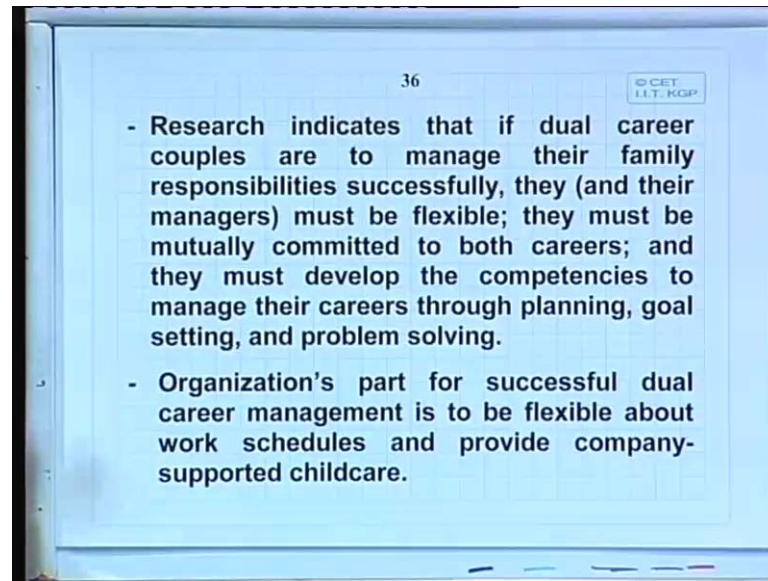 36
© CET
I.I.T. KGP
- Research indicates that if dual career
couples are to manage their family
responsibilities successfully, they (and their
managers) must be flexible; they must be
mutually committed to both careers; and
they must develop the competencies to
manage their careers through planning, goal
setting, and problem solving.
- Organization's part for successful dual
career management is to be flexible about
work schedules and provide company-
supported childcare.